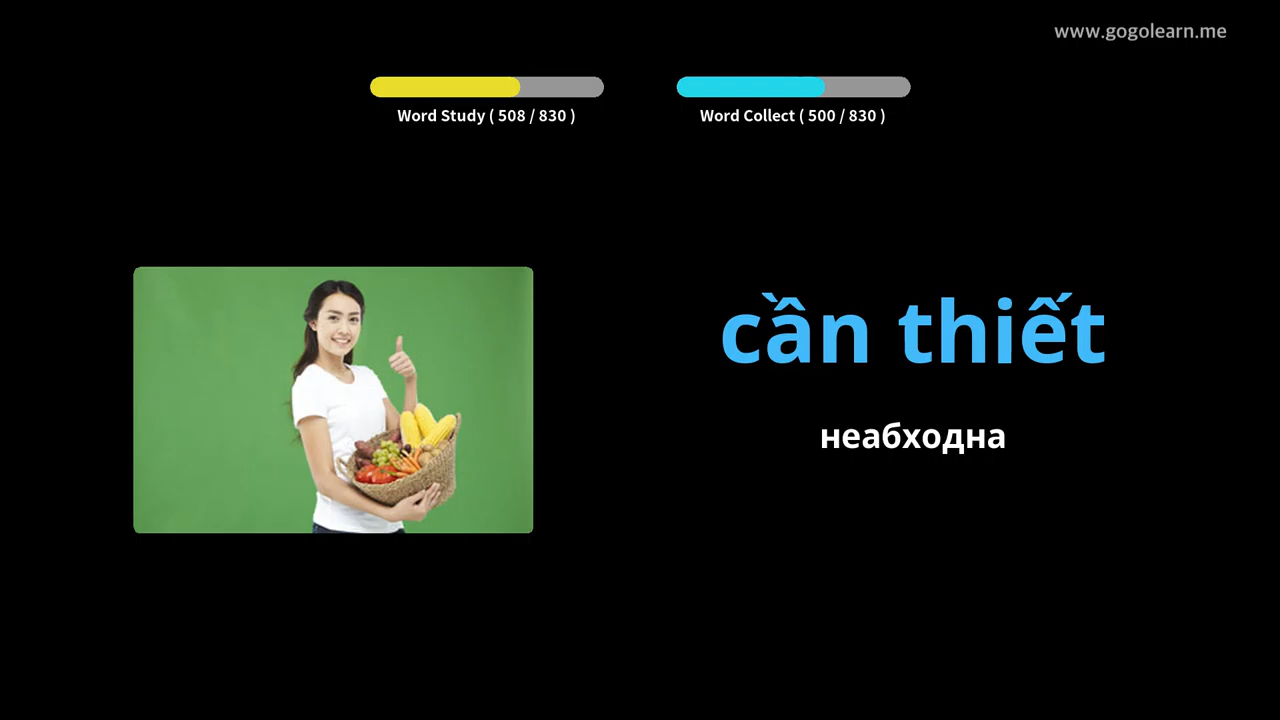 www.gogolearn.me
Word Study ( 508 / 830 )
Word Collect ( 500 / 830 )
cần thiết
неабходна